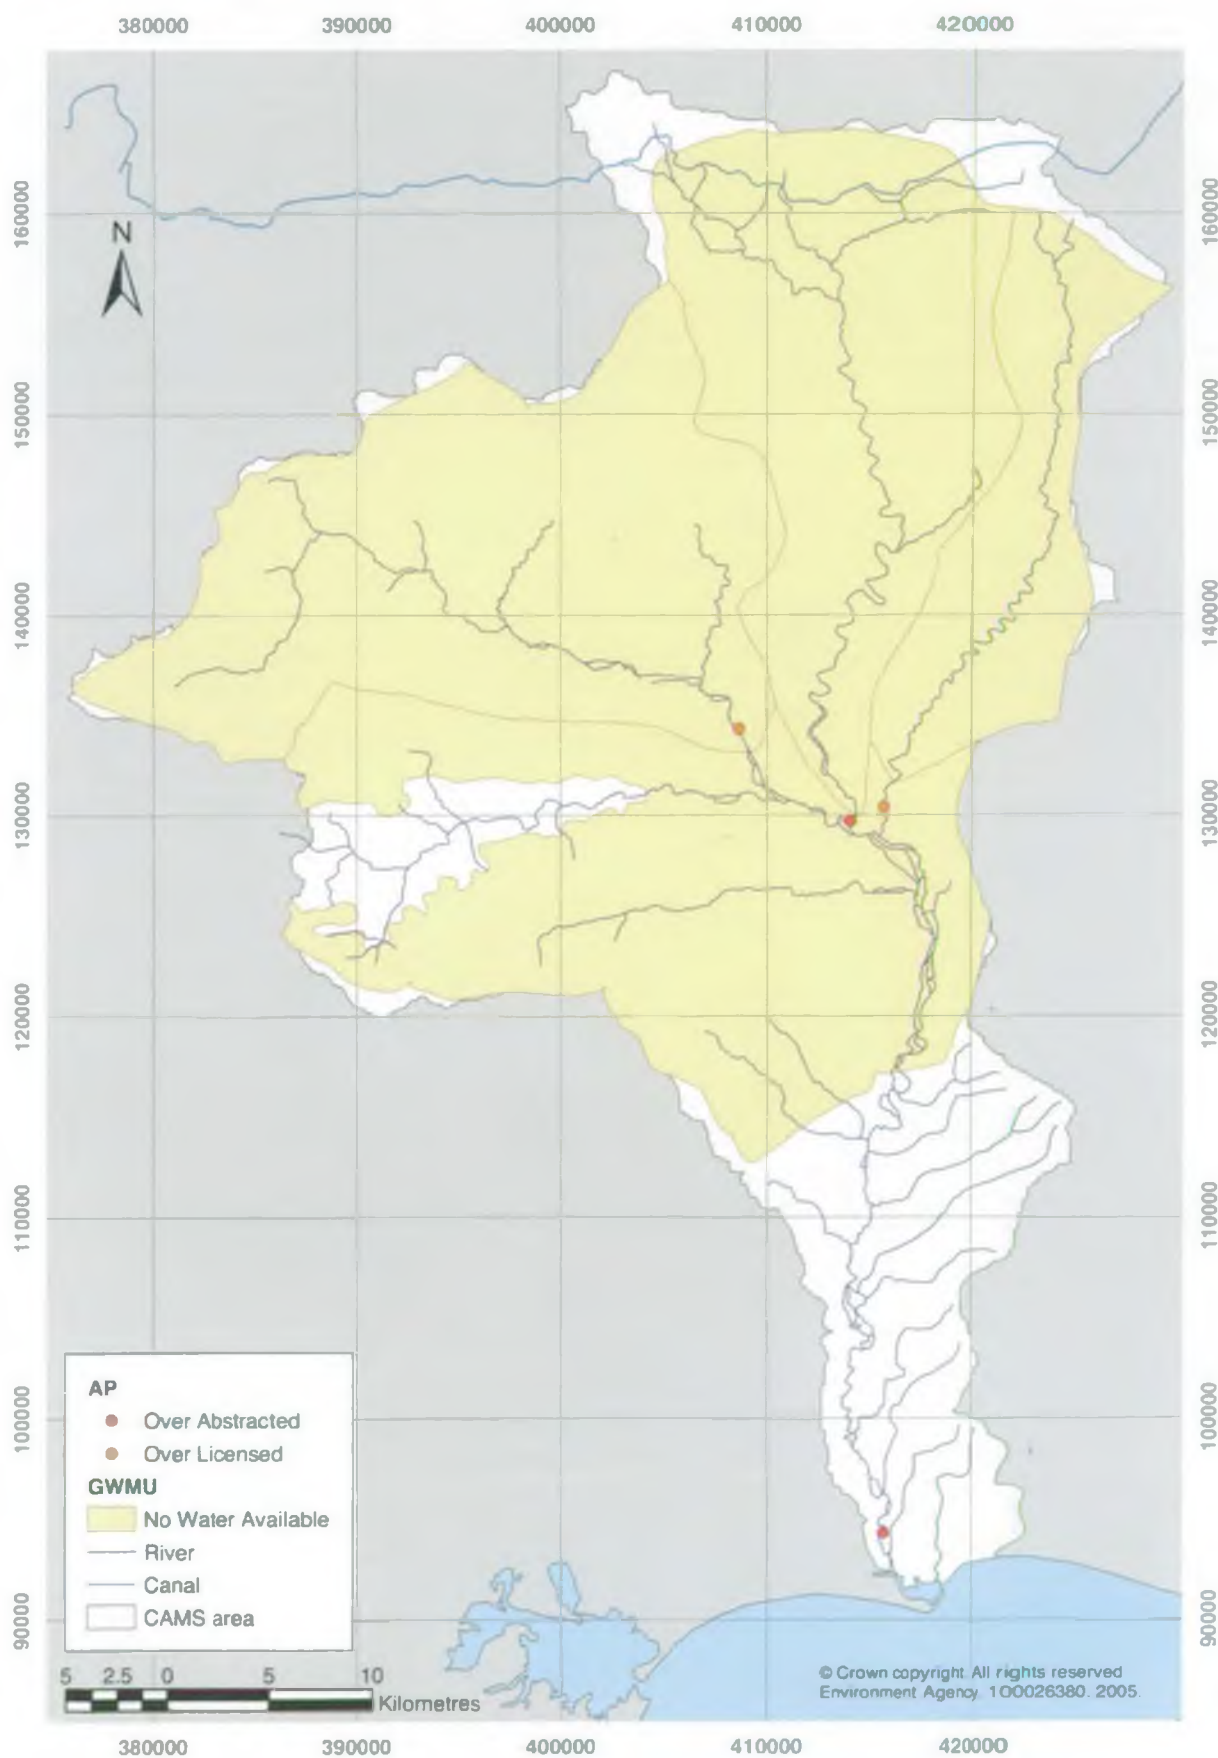 380000 390000 400000 410000 420000
160000 160000
N
150000 150000
140000 140000
130000 130000
120000 120000
110000 110000
100000 100000
90000 90000
AP
Over Abstracted
Over Licensed
GWMU
No Water Available
River
Canal
CAMS area
5 2.5 0 5 10
Kilometres
© Crown copyright All rights reserved
Environment Agency 100026380. 2005.
380000 390000 400000 410000 420000